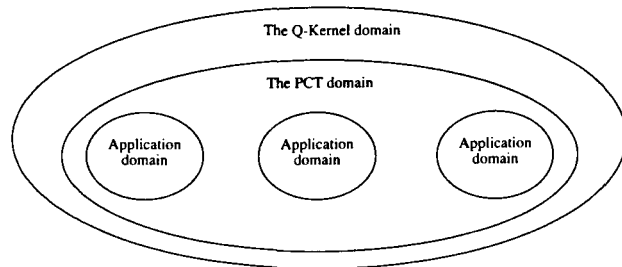 The Q-Kernel domain
The PCT domain
Application
domain
Application
domain
Application
domain